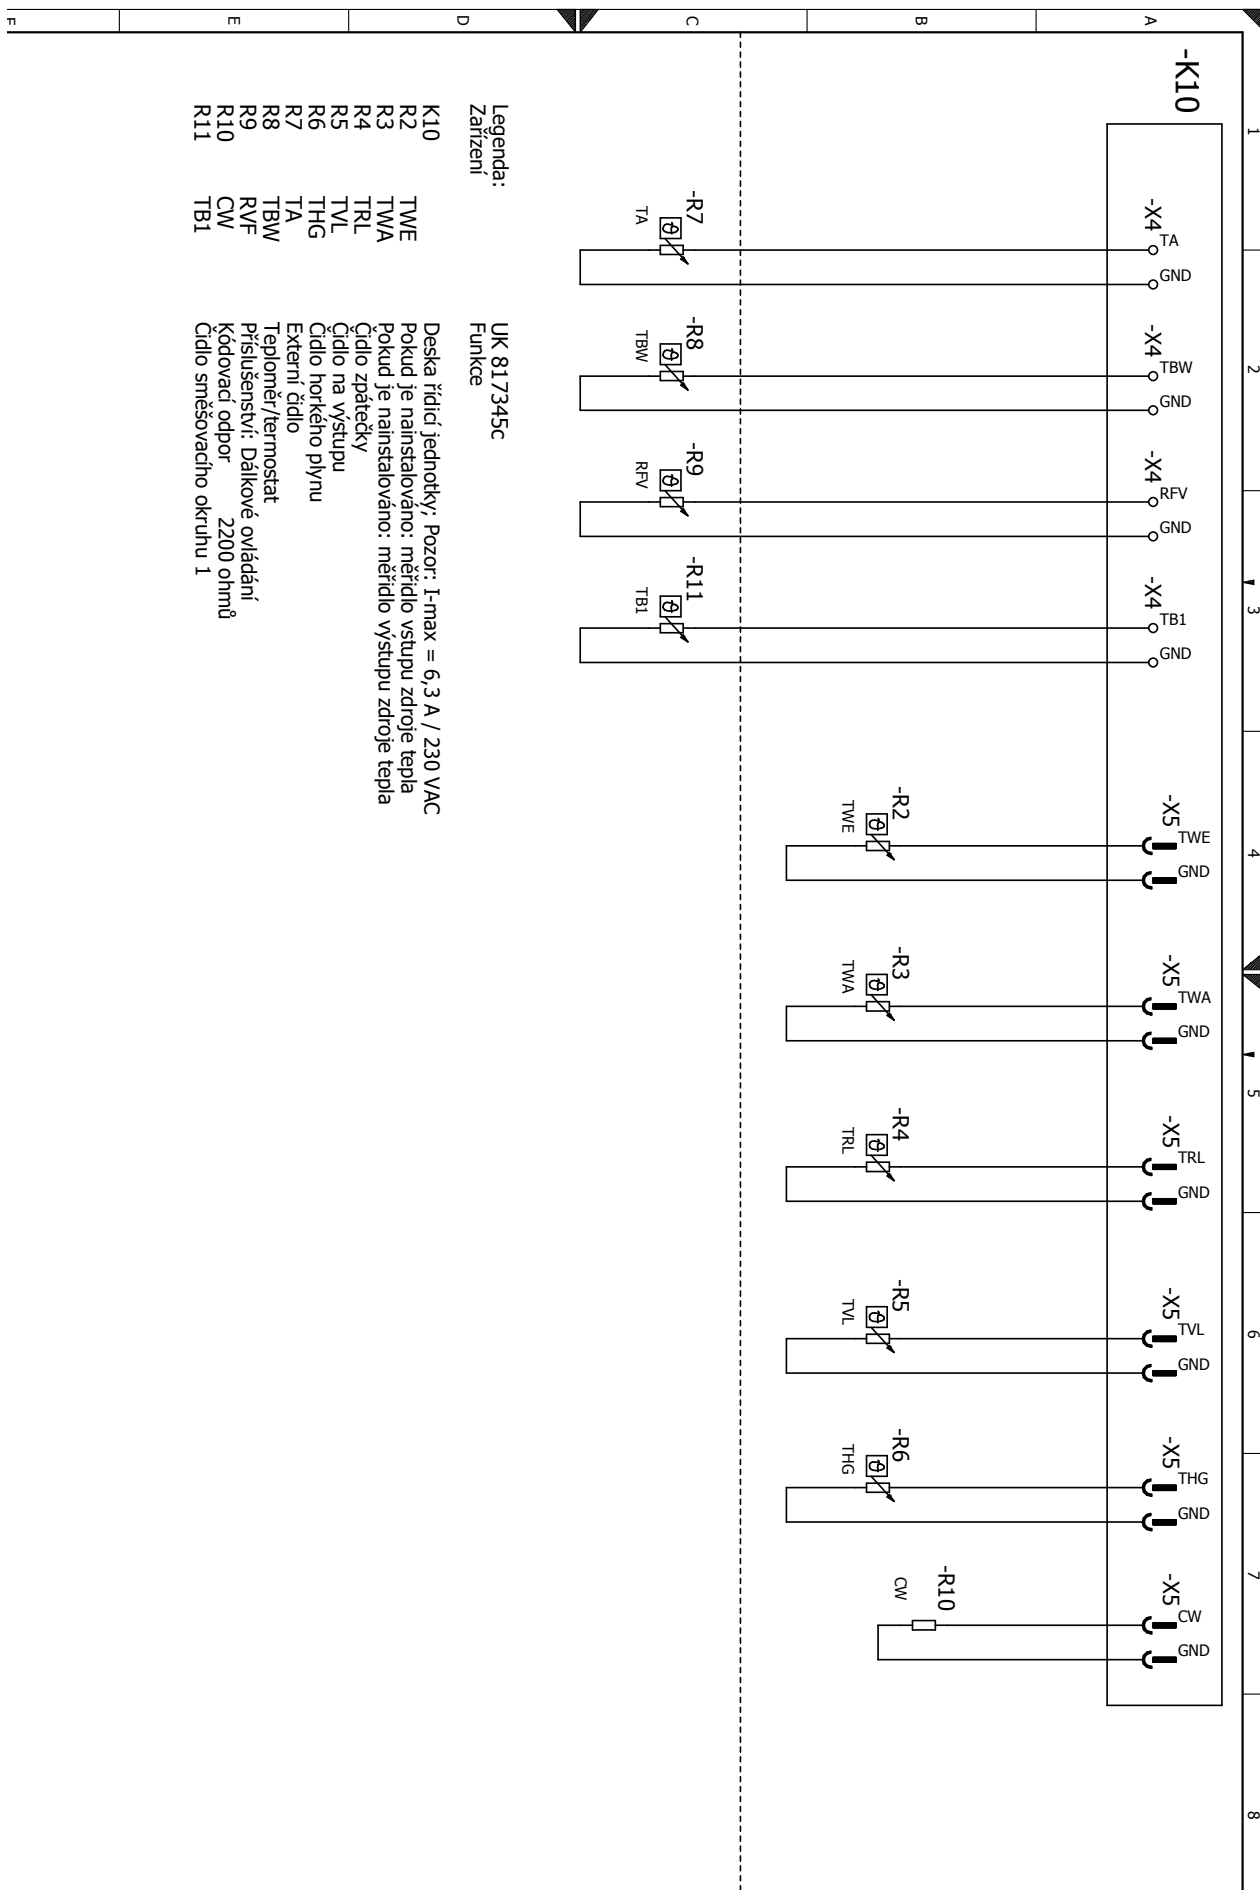 1 2 3 4 5 6 7 8
A
B
C
D
E
F
-K10
-X4 TA GND
-X4 TBW GND
-X4 RFV GND
-X4 TB1 GND
-X5 TWE GND
-X5 TWA GND
-X5 TRL GND
-X5 TVL GND
-X5 THG GND
-X5 CW GND
-R2 TWE
-R3 TWA
-R4 TRL
-R5 TVL
-R6 THG
-R10 CW
-R7 TA
-R8 TBW
-R9 RFV
-R11 TB1
Legenda: UK 817345c
Zařízení Funkce
K10 Deska řídicí jednotky; Pozor: I-max = 6,3 A / 230 VAC
R2 TWE Pokud je nainstalováno: měřidlo vstupu zdroje tepla
R3 TWA Pokud je nainstalováno: měřidlo výstupu zdroje tepla
R4 TRL Čidlo zpátečky
R5 TVL Čidlo na výstupu
R6 THG Čidlo horkého plynu
R7 TA Externí čidlo
R8 TBW Teploměr/termostat
R9 RVF Příslušenství: Dálkové ovládání
R10 CW Kódovací odpor 2200 ohmů
R11 TB1 Čidlo směšovacího okruhu 1